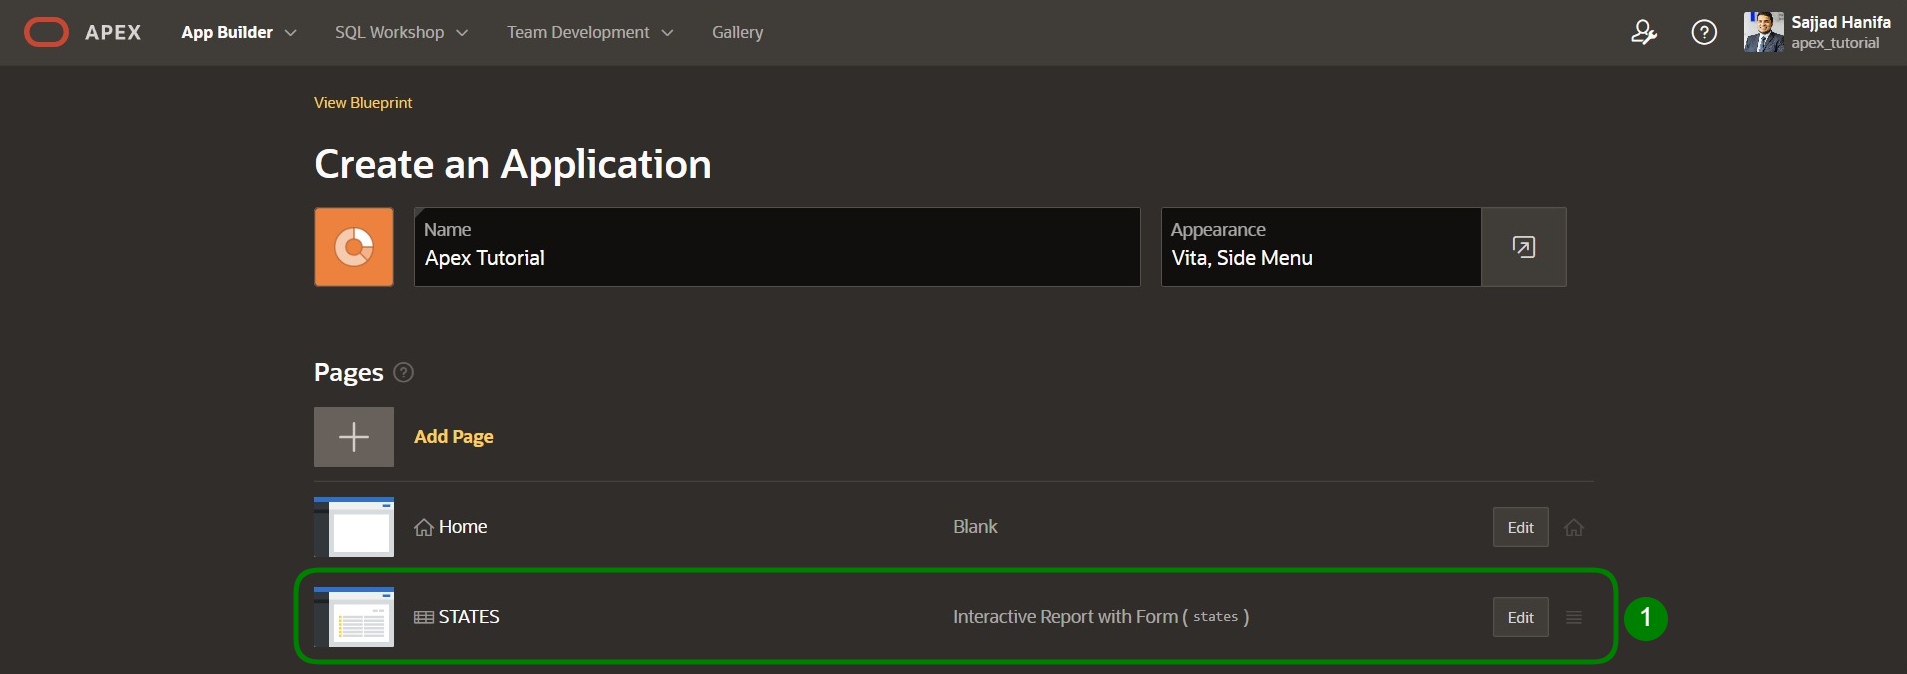 APEX App Builder SQL Workshop Team Development Gallery Sajjad Hanifa
apex_tutorial
View Blueprint
Create an Application
Name
Apex Tutorial
Appearance
Vita, Side Menu
Pages
Add Page
Home Blank Edit
STATES Interactive Report with Form ( states ) Edit 1